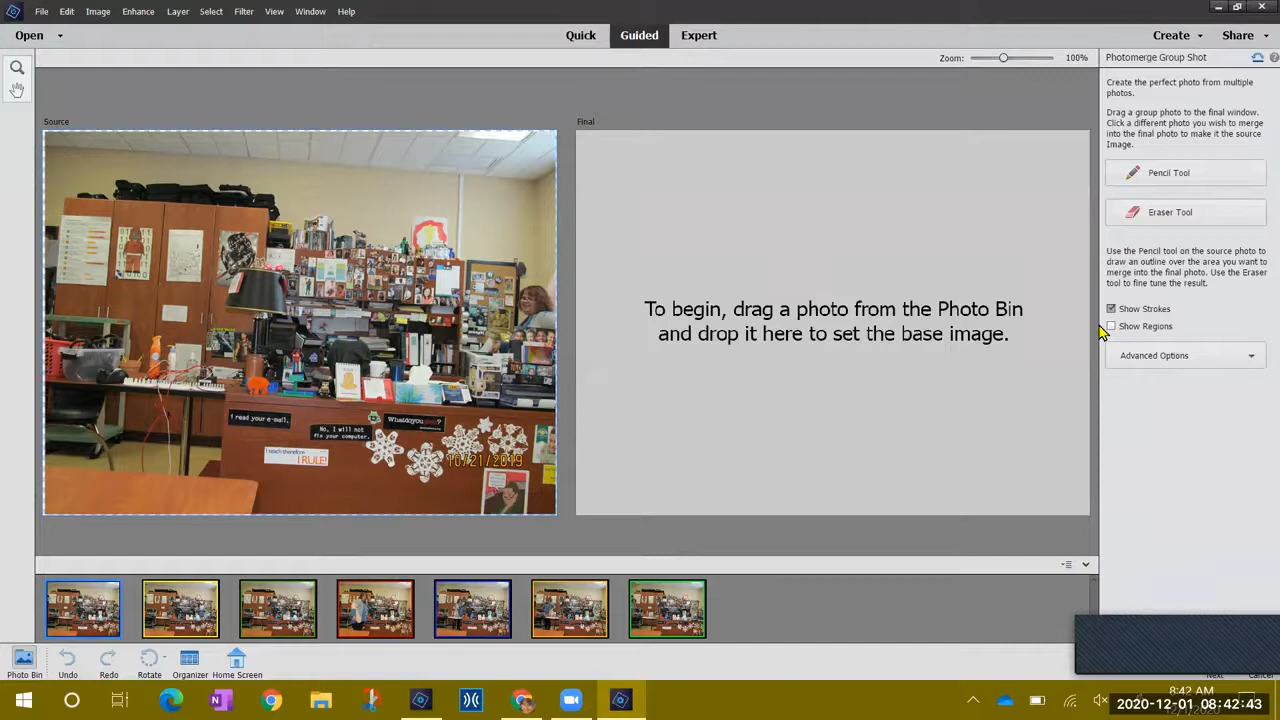 File Edit Image Enhance Layer Select Filter View Window Help
Open Quick Guided Expert Create Share
Zoom: 100% Photomerge Group Shot
Create the perfect photo from multiple
photos.
Drag a group photo to the final window.
Click a different photo you wish to merge
into the final photo to make it the source
Image.
Source Final
Pencil Tool
Eraser Tool
Use the Pencil tool on the source photo to
draw an outline over the area you want to
merge into the final photo. Use the Eraser
tool to fine tune the result.
Show Strokes
Show Regions
Advanced Options
To begin, drag a photo from the Photo Bin
and drop it here to set the base image.
I read your e-mail.
No, I will not
fix your computer.
I teach therefore
I RULE!
10/21/2019
Photo Bin Undo Redo Rotate Organizer Home Screen
8:42 AM
2020-12-01 08:42:43